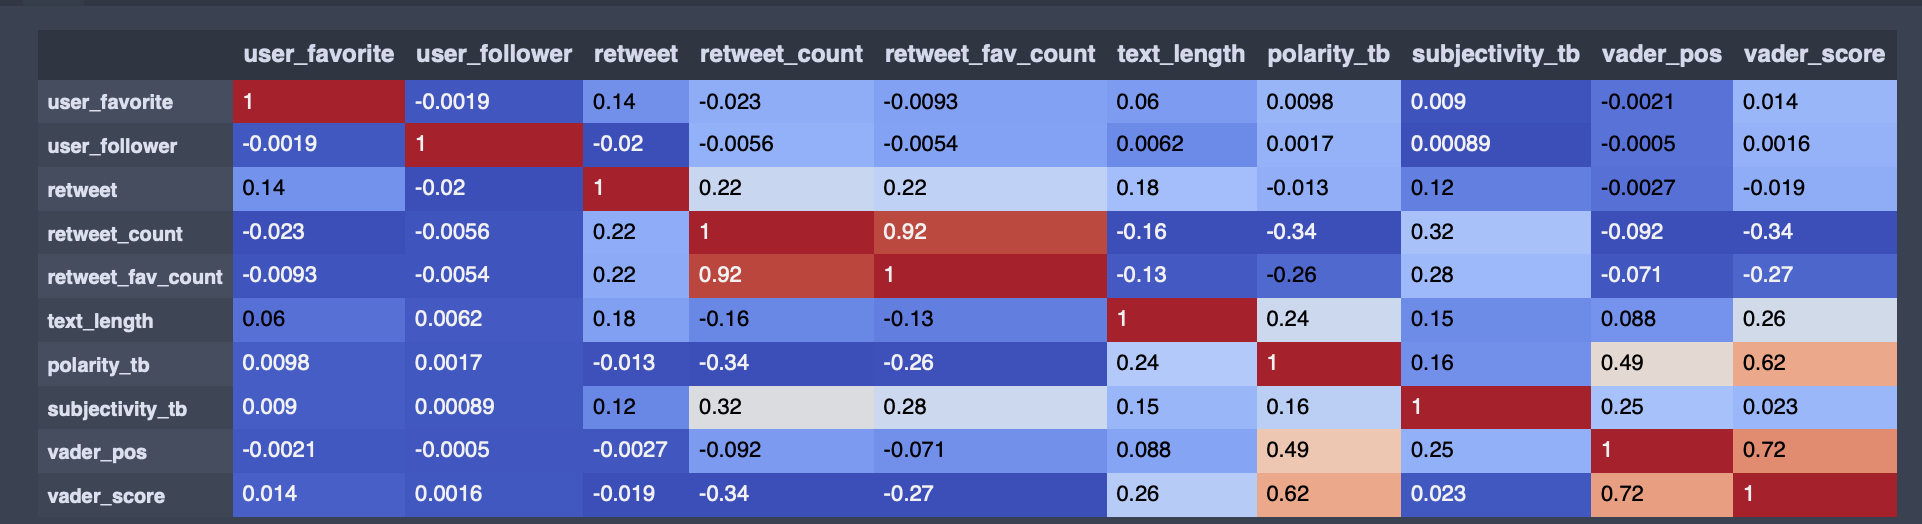 user_favorite user_follower retweet retweet_count retweet_fav_count text_length polarity_tb subjectivity_tb vader_pos vader_score
user_favorite 1 -0.0019 0.14 -0.023 -0.0093 0.06 0.0098 0.009 -0.0021 0.014
user_follower -0.0019 1 -0.02 -0.0056 -0.0054 0.0062 0.0017 0.00089 -0.0005 0.0016
retweet 0.14 -0.02 1 0.22 0.22 0.18 -0.013 0.12 -0.0027 -0.019
retweet_count -0.023 -0.0056 0.22 1 0.92 -0.16 -0.34 0.32 -0.092 -0.34
retweet_fav_count -0.0093 -0.0054 0.22 0.92 1 -0.13 -0.26 0.28 -0.071 -0.27
text_length 0.06 0.0062 0.18 -0.16 -0.13 1 0.24 0.15 0.088 0.26
polarity_tb 0.0098 0.0017 -0.013 -0.34 -0.26 0.24 1 0.16 0.49 0.62
subjectivity_tb 0.009 0.00089 0.12 0.32 0.28 0.15 0.16 1 0.25 0.023
vader_pos -0.0021 -0.0005 -0.0027 -0.092 -0.071 0.088 0.49 0.25 1 0.72
vader_score 0.014 0.0016 -0.019 -0.34 -0.27 0.26 0.62 0.023 0.72 1